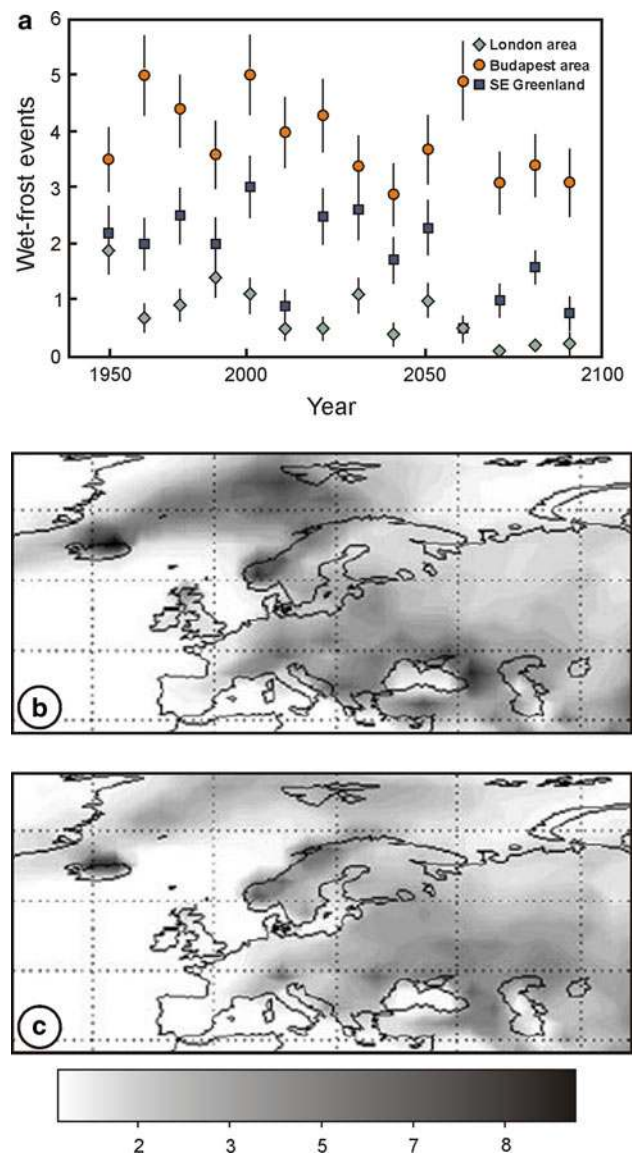 a
6
5
4
3
2
1
0
Wet-frost events
London area
Budapest area
SE Greenland
1950 2000 2050 2100
Year
b
c
2 3 5 7 8